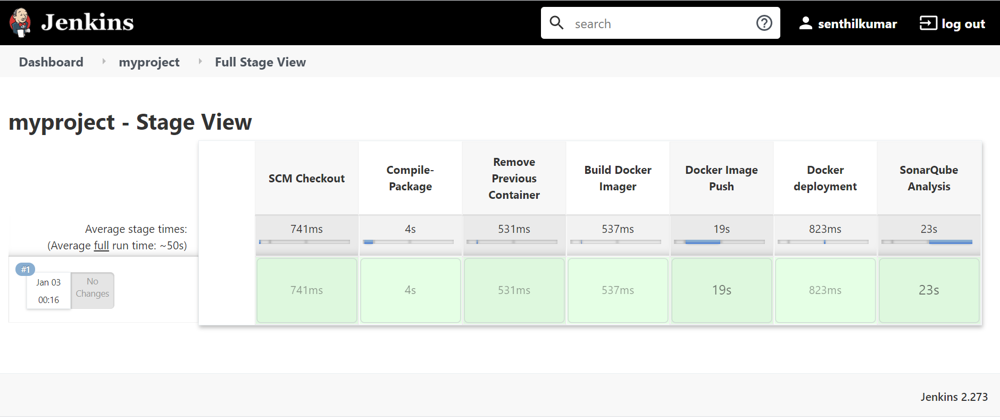 Jenkins
search
senthilkumar
log out
Dashboard
myproject
Full Stage View
myproject - Stage View
SCM Checkout
Compile-
Package
Remove
Previous
Container
Build Docker
Imager
Docker Image
Push
Docker
deployment
SonarQube
Analysis
Average stage times:
(Average full run time: ~50s)
741ms
4s
531ms
537ms
19s
823ms
23s
#1
Jan 03
00:16
No
Changes
741ms
4s
531ms
537ms
19s
823ms
23s
Jenkins 2.273